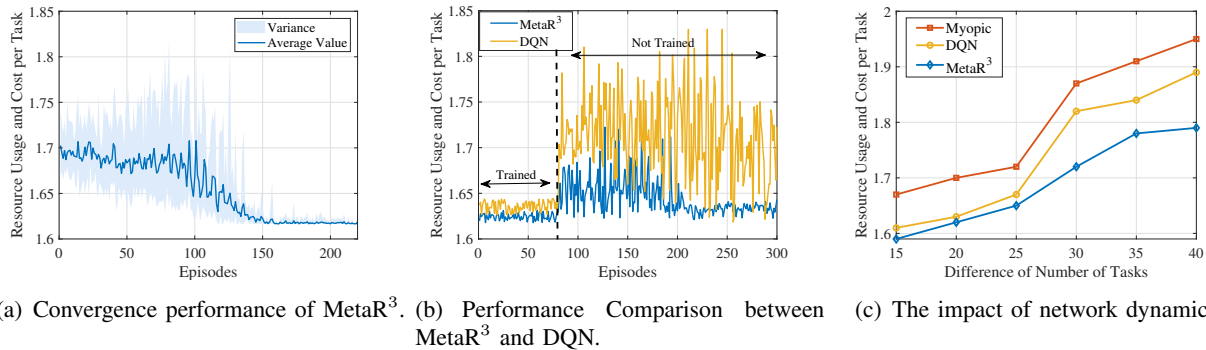 1.85
1.8
1.75
1.7
1.65
1.6
0
50
100
150
200
Resource Usage and Cost per Task
Episodes
Variance
Average Value
1.85
1.8
1.75
1.7
1.65
1.6
0
50
100
150
200
250
300
Resource Usage and Cost per Task
Episodes
MetaR³
DQN
Not Trained
Trained
2
1.9
1.8
1.7
1.6
15
20
25
30
35
40
Resource Usage and Cost per Task
Difference of Number of Tasks
Myopic
DQN
MetaR³
(a) Convergence performance of MetaR³.
(b) Performance Comparison between
MetaR³ and DQN.
(c) The impact of network dynamic